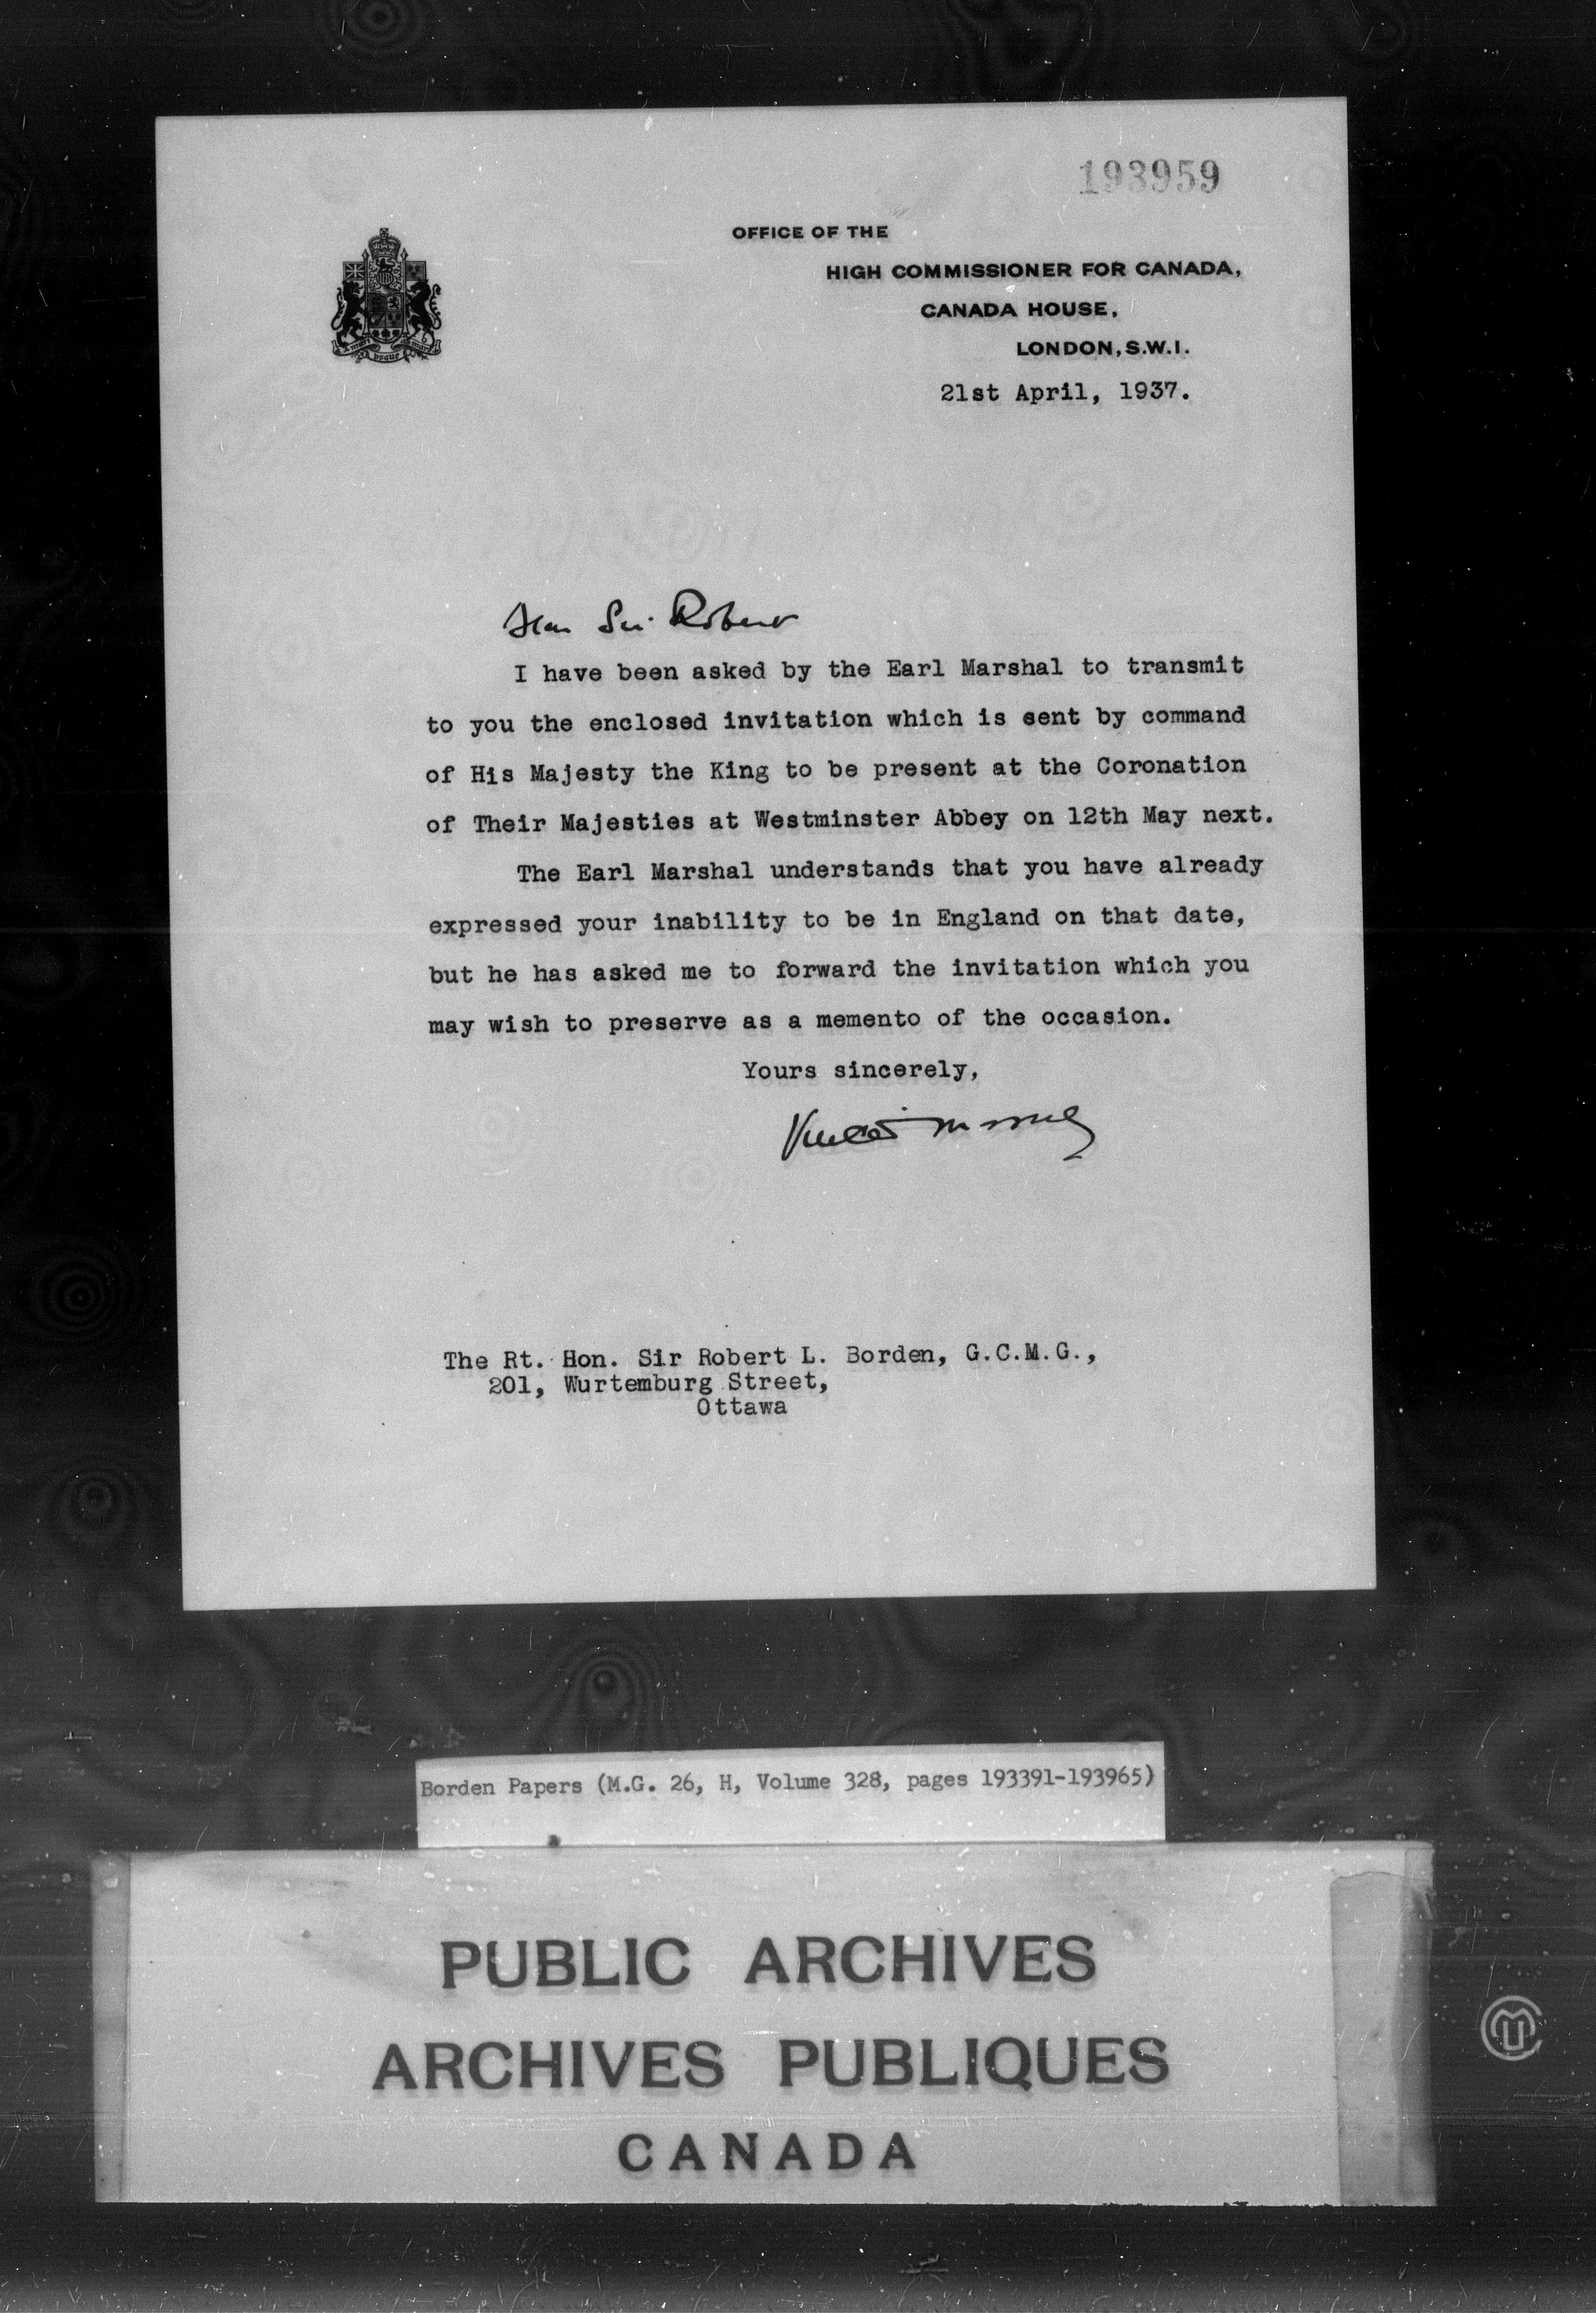 193959
OFFICE OF THE
HIGH COMMISSIONER FOR CANADA,
CANADA HOUSE,
LONDON, S.W.I.
21st April, 1937.
Dear Sir Robert
I have been asked by the Earl Marshal to transmit
to you the enclosed invitation which is sent by command
of His Majesty the King to be present at the Coronation
of Their Majesties at Westminster Abbey on 12th May next.
The Earl Marshal understands that you have already
expressed your inability to be in England on that date,
but he has asked me to forward the invitation which you
may wish to preserve as a memento of the occasion.
Yours sincerely,
Vincent Massey
The Rt. Hon. Sir Robert L. Borden, G.C.M.G.,
201, Wurtemburg Street,
Ottawa
Borden Papers (M.G. 26, H, Volume 328, pages 193391-193965)
PUBLIC ARCHIVES
ARCHIVES PUBLIQUES
CANADA